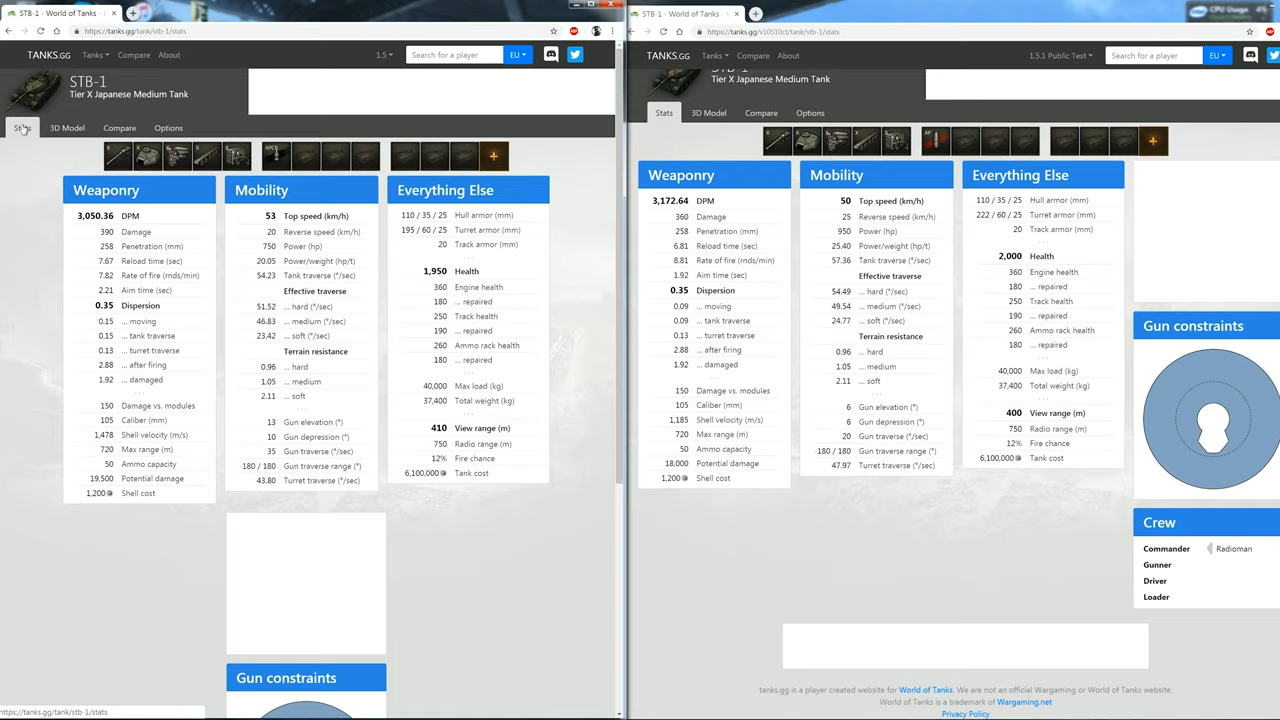 STB-1 - World of Tanks
https://tanks.gg/tank/stb-1/stats
TANKS.GG Tanks Compare About 1.5 Search for a player EU
STB-1
Tier X Japanese Medium Tank
Stats 3D Model Compare Options
Weaponry
3,050.36 DPM
390 Damage
258 Penetration (mm)
7.67 Reload time (sec)
7.82 Rate of fire (rnds/min)
2.21 Aim time (sec)
0.35 Dispersion
0.15 ... moving
0.15 ... tank traverse
0.13 ... turret traverse
2.88 ... after firing
1.92 ... damaged
150 Damage vs. modules
105 Caliber (mm)
1,478 Shell velocity (m/s)
720 Max range (m)
50 Ammo capacity
19,500 Potential damage
1,200 Shell cost
Mobility
53 Top speed (km/h)
20 Reverse speed (km/h)
750 Power (hp)
20.05 Power/weight (hp/t)
54.23 Tank traverse (°/sec)
Effective traverse
51.52 ... hard (°/sec)
46.83 ... medium (°/sec)
23.42 ... soft (°/sec)
Terrain resistance
0.96 ... hard
1.05 ... medium
2.11 ... soft
13 Gun elevation (°)
10 Gun depression (°)
35 Gun traverse (°/sec)
-180 / 180 Gun traverse range (°)
43.80 Turret traverse (°/sec)
Everything Else
110 / 35 / 25 Hull armor (mm)
195 / 60 / 25 Turret armor (mm)
20 Track armor (mm)
1,950 Health
360 Engine health
180 ... repaired
250 Track health
190 ... repaired
260 Ammo rack health
180 ... repaired
40,000 Max load (kg)
37,400 Total weight (kg)
410 View range (m)
750 Radio range (m)
12% Fire chance
6,100,000 Tank cost
Gun constraints
https://tanks.gg/tank/stb-1/stats
STB-1 - World of Tanks
CPU Usage
https://tanks.gg/v10510ct/tank/stb-1/stats
TANKS.GG Tanks Compare About 1.5.1 Public Test Search for a player EU
STB-1
Tier X Japanese Medium Tank
Stats 3D Model Compare Options
Weaponry
3,172.64 DPM
360 Damage
258 Penetration (mm)
6.81 Reload time (sec)
8.81 Rate of fire (rnds/min)
1.92 Aim time (sec)
0.35 Dispersion
0.09 ... moving
0.09 ... tank traverse
0.13 ... turret traverse
2.88 ... after firing
1.92 ... damaged
150 Damage vs. modules
105 Caliber (mm)
1,185 Shell velocity (m/s)
720 Max range (m)
50 Ammo capacity
18,000 Potential damage
1,200 Shell cost
Mobility
50 Top speed (km/h)
25 Reverse speed (km/h)
950 Power (hp)
25.40 Power/weight (hp/t)
57.36 Tank traverse (°/sec)
Effective traverse
54.49 ... hard (°/sec)
49.54 ... medium (°/sec)
24.77 ... soft (°/sec)
Terrain resistance
0.96 ... hard
1.05 ... medium
2.11 ... soft
6 Gun elevation (°)
6 Gun depression (°)
20 Gun traverse (°/sec)
-180 / 180 Gun traverse range (°)
47.97 Turret traverse (°/sec)
Everything Else
110 / 35 / 25 Hull armor (mm)
222 / 60 / 25 Turret armor (mm)
20 Track armor (mm)
2,000 Health
360 Engine health
180 ... repaired
250 Track health
190 ... repaired
260 Ammo rack health
180 ... repaired
40,000 Max load (kg)
37,400 Total weight (kg)
400 View range (m)
750 Radio range (m)
12% Fire chance
6,100,000 Tank cost
Gun constraints
Crew
Commander Radioman
Gunner
Driver
Loader
tanks.gg is a player created website for World of Tanks. We are not an official Wargaming or World of Tanks website.
World of Tanks is a trademark of Wargaming.net
Privacy Policy